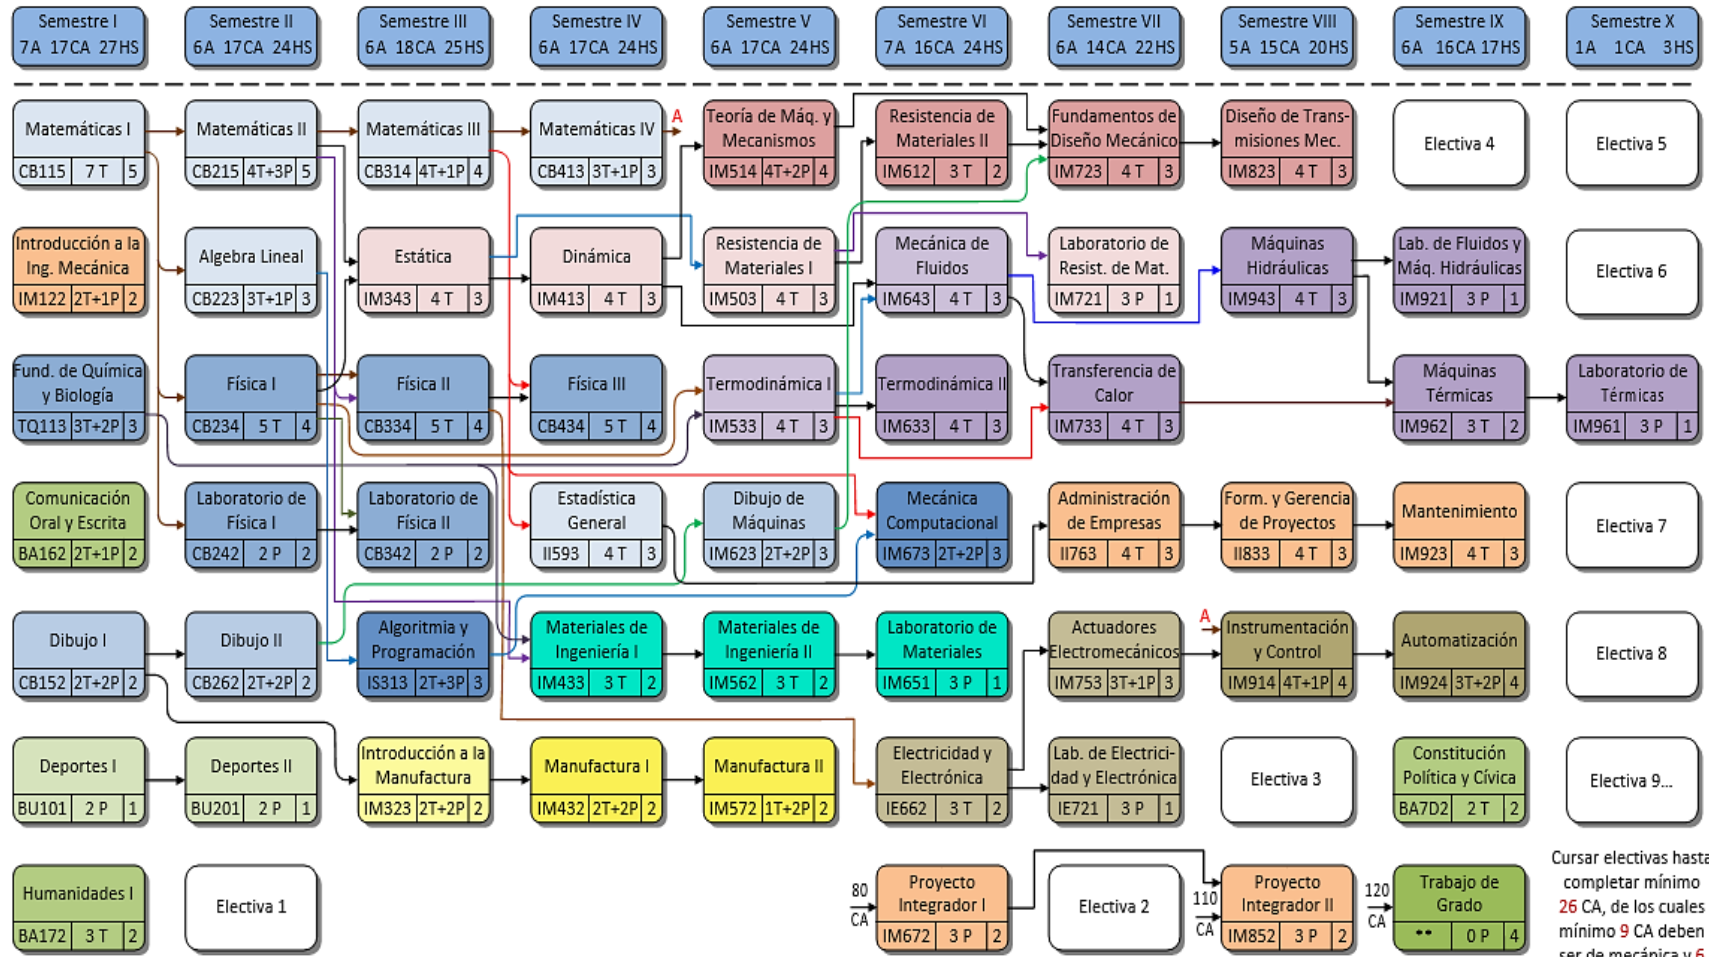 Semestre I
7A 17CA 27HS
Semestre II
6A 17CA 24HS
Semestre III
6A 18CA 25HS
Semestre IV
6A 17CA 24HS
Semestre V
6A 17CA 24HS
Semestre VI
7A 16CA 24HS
Semestre VII
6A 14CA 22HS
Semestre VIII
5A 15CA 20HS
Semestre IX
6A 16CA 17HS
Semestre X
1A 1CA 3HS
Matemáticas I
CB115 7 T 5
Matemáticas II
CB215 4T+3P 5
Matemáticas III
CB314 4T+1P 4
Matemáticas IV
CB413 3T+1P 3
A
Teoría de Máq. y
Mecanismos
IM514 4T+2P 4
Resistencia de
Materiales II
IM612 3 T 2
Fundamentos de
Diseño Mecánico
IM723 4 T 3
Diseño de Trans-
misiones Mec.
IM823 4 T 3
Electiva 4
Electiva 5
Introducción a la
Ing. Mecánica
IM122 2T+1P 2
Algebra Lineal
CB223 3T+1P 3
Estática
IM343 4 T 3
Dinámica
IM413 4 T 3
Resistencia de
Materiales I
IM503 4 T 3
Mecánica de
Fluidos
IM643 4 T 3
Laboratorio de
Resist. de Mat.
IM721 3 P 1
Máquinas
Hidráulicas
IM943 4 T 3
Lab. de Fluidos y
Máq. Hidráulicas
IM921 3 P 1
Electiva 6
Fund. de Química
y Biología
TQ113 3T+2P 3
Física I
CB234 5 T 4
Física II
CB334 5 T 4
Física III
CB434 5 T 4
Termodinámica I
IM533 4 T 3
Termodinámica II
IM633 4 T 3
Transferencia de
Calor
IM733 4 T 3
Máquinas
Térmicas
IM962 3 T 2
Laboratorio de
Térmicas
IM961 3 P 1
Comunicación
Oral y Escrita
BA162 2T+1P 2
Laboratorio de
Física I
CB242 2 P 2
Laboratorio de
Física II
CB342 2 P 2
Estadística
General
II593 4 T 3
Dibujo de
Máquinas
IM623 2T+2P 3
Mecánica
Computacional
IM673 2T+2P 3
Administración
de Empresas
II763 4 T 3
Form. y Gerencia
de Proyectos
II833 4 T 3
Mantenimiento
IM923 4 T 3
Electiva 7
Dibujo I
CB152 2T+2P 2
Dibujo II
CB262 2T+2P 2
Algoritmia y
Programación
IS313 2T+3P 3
Materiales de
Ingeniería I
IM433 3 T 2
Materiales de
Ingeniería II
IM562 3 T 2
Laboratorio de
Materiales
IM651 3 P 1
Actuadores
Electromecánicos
IM753 3T+1P 3
A
Instrumentación
y Control
IM914 4T+1P 4
Automatización
IM924 3T+2P 4
Electiva 8
Deportes I
BU101 2 P 1
Deportes II
BU201 2 P 1
Introducción a la
Manufactura
IM323 2T+2P 2
Manufactura I
IM432 2T+2P 2
Manufactura II
IM572 1T+2P 2
Electricidad y
Electrónica
IE662 3 T 2
Lab. de Electrici-
dad y Electrónica
IE721 3 P 1
Electiva 3
Constitución
Política y Cívica
BA7D2 2 T 2
Electiva 9...
Humanidades I
BA172 3 T 2
Electiva 1
80
CA
Proyecto
Integrador I
IM672 3 P 2
Electiva 2
110
CA
Proyecto
Integrador II
IM852 3 P 2
120
CA
Trabajo de
Grado
** 0 P 4
Cursar electivas hasta
completar mínimo
26 CA, de los cuales
mínimo 9 CA deben
ser de mecánica y 6